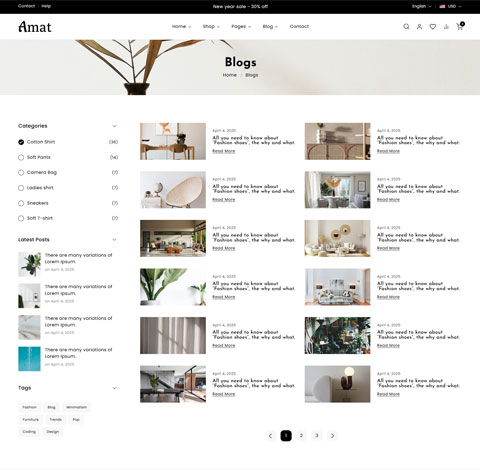 Contact Help
New year sale - 30% off
English USD
Amat
Home Shop Pages Blog Contact
0
Blogs
Home / Blogs
Categories
Cotton Shirt (36)
Soft Pants (14)
Camera Bag (7)
Ladies shirt (7)
Sneakers (7)
Soft T-shirt (7)
Latest Posts
There are many variations of
Lorem Ipsum.
on April 4, 2025
There are many variations of
Lorem Ipsum.
on April 4, 2025
There are many variations of
Lorem Ipsum.
on April 4, 2025
There are many variations of
Lorem Ipsum.
on April 4, 2025
Tags
Fashion Blog Minimalism
Furniture Trends Pop
Coding Design
April 4, 2025
All you need to know about
"Fashion shoes", the why and what.
Read More
April 4, 2025
All you need to know about
"Fashion shoes", the why and what.
Read More
April 4, 2025
All you need to know about
"Fashion shoes", the why and what.
Read More
April 4, 2025
All you need to know about
"Fashion shoes", the why and what.
Read More
April 4, 2025
All you need to know about
"Fashion shoes", the why and what.
Read More
April 4, 2025
All you need to know about
"Fashion shoes", the why and what.
Read More
April 4, 2025
All you need to know about
"Fashion shoes", the why and what.
Read More
April 4, 2025
All you need to know about
"Fashion shoes", the why and what.
Read More
April 4, 2025
All you need to know about
"Fashion shoes", the why and what.
Read More
April 4, 2025
All you need to know about
"Fashion shoes", the why and what.
Read More
April 4, 2025
All you need to know about
"Fashion shoes", the why and what.
Read More
April 4, 2025
All you need to know about
"Fashion shoes", the why and what.
Read More
1 2 3